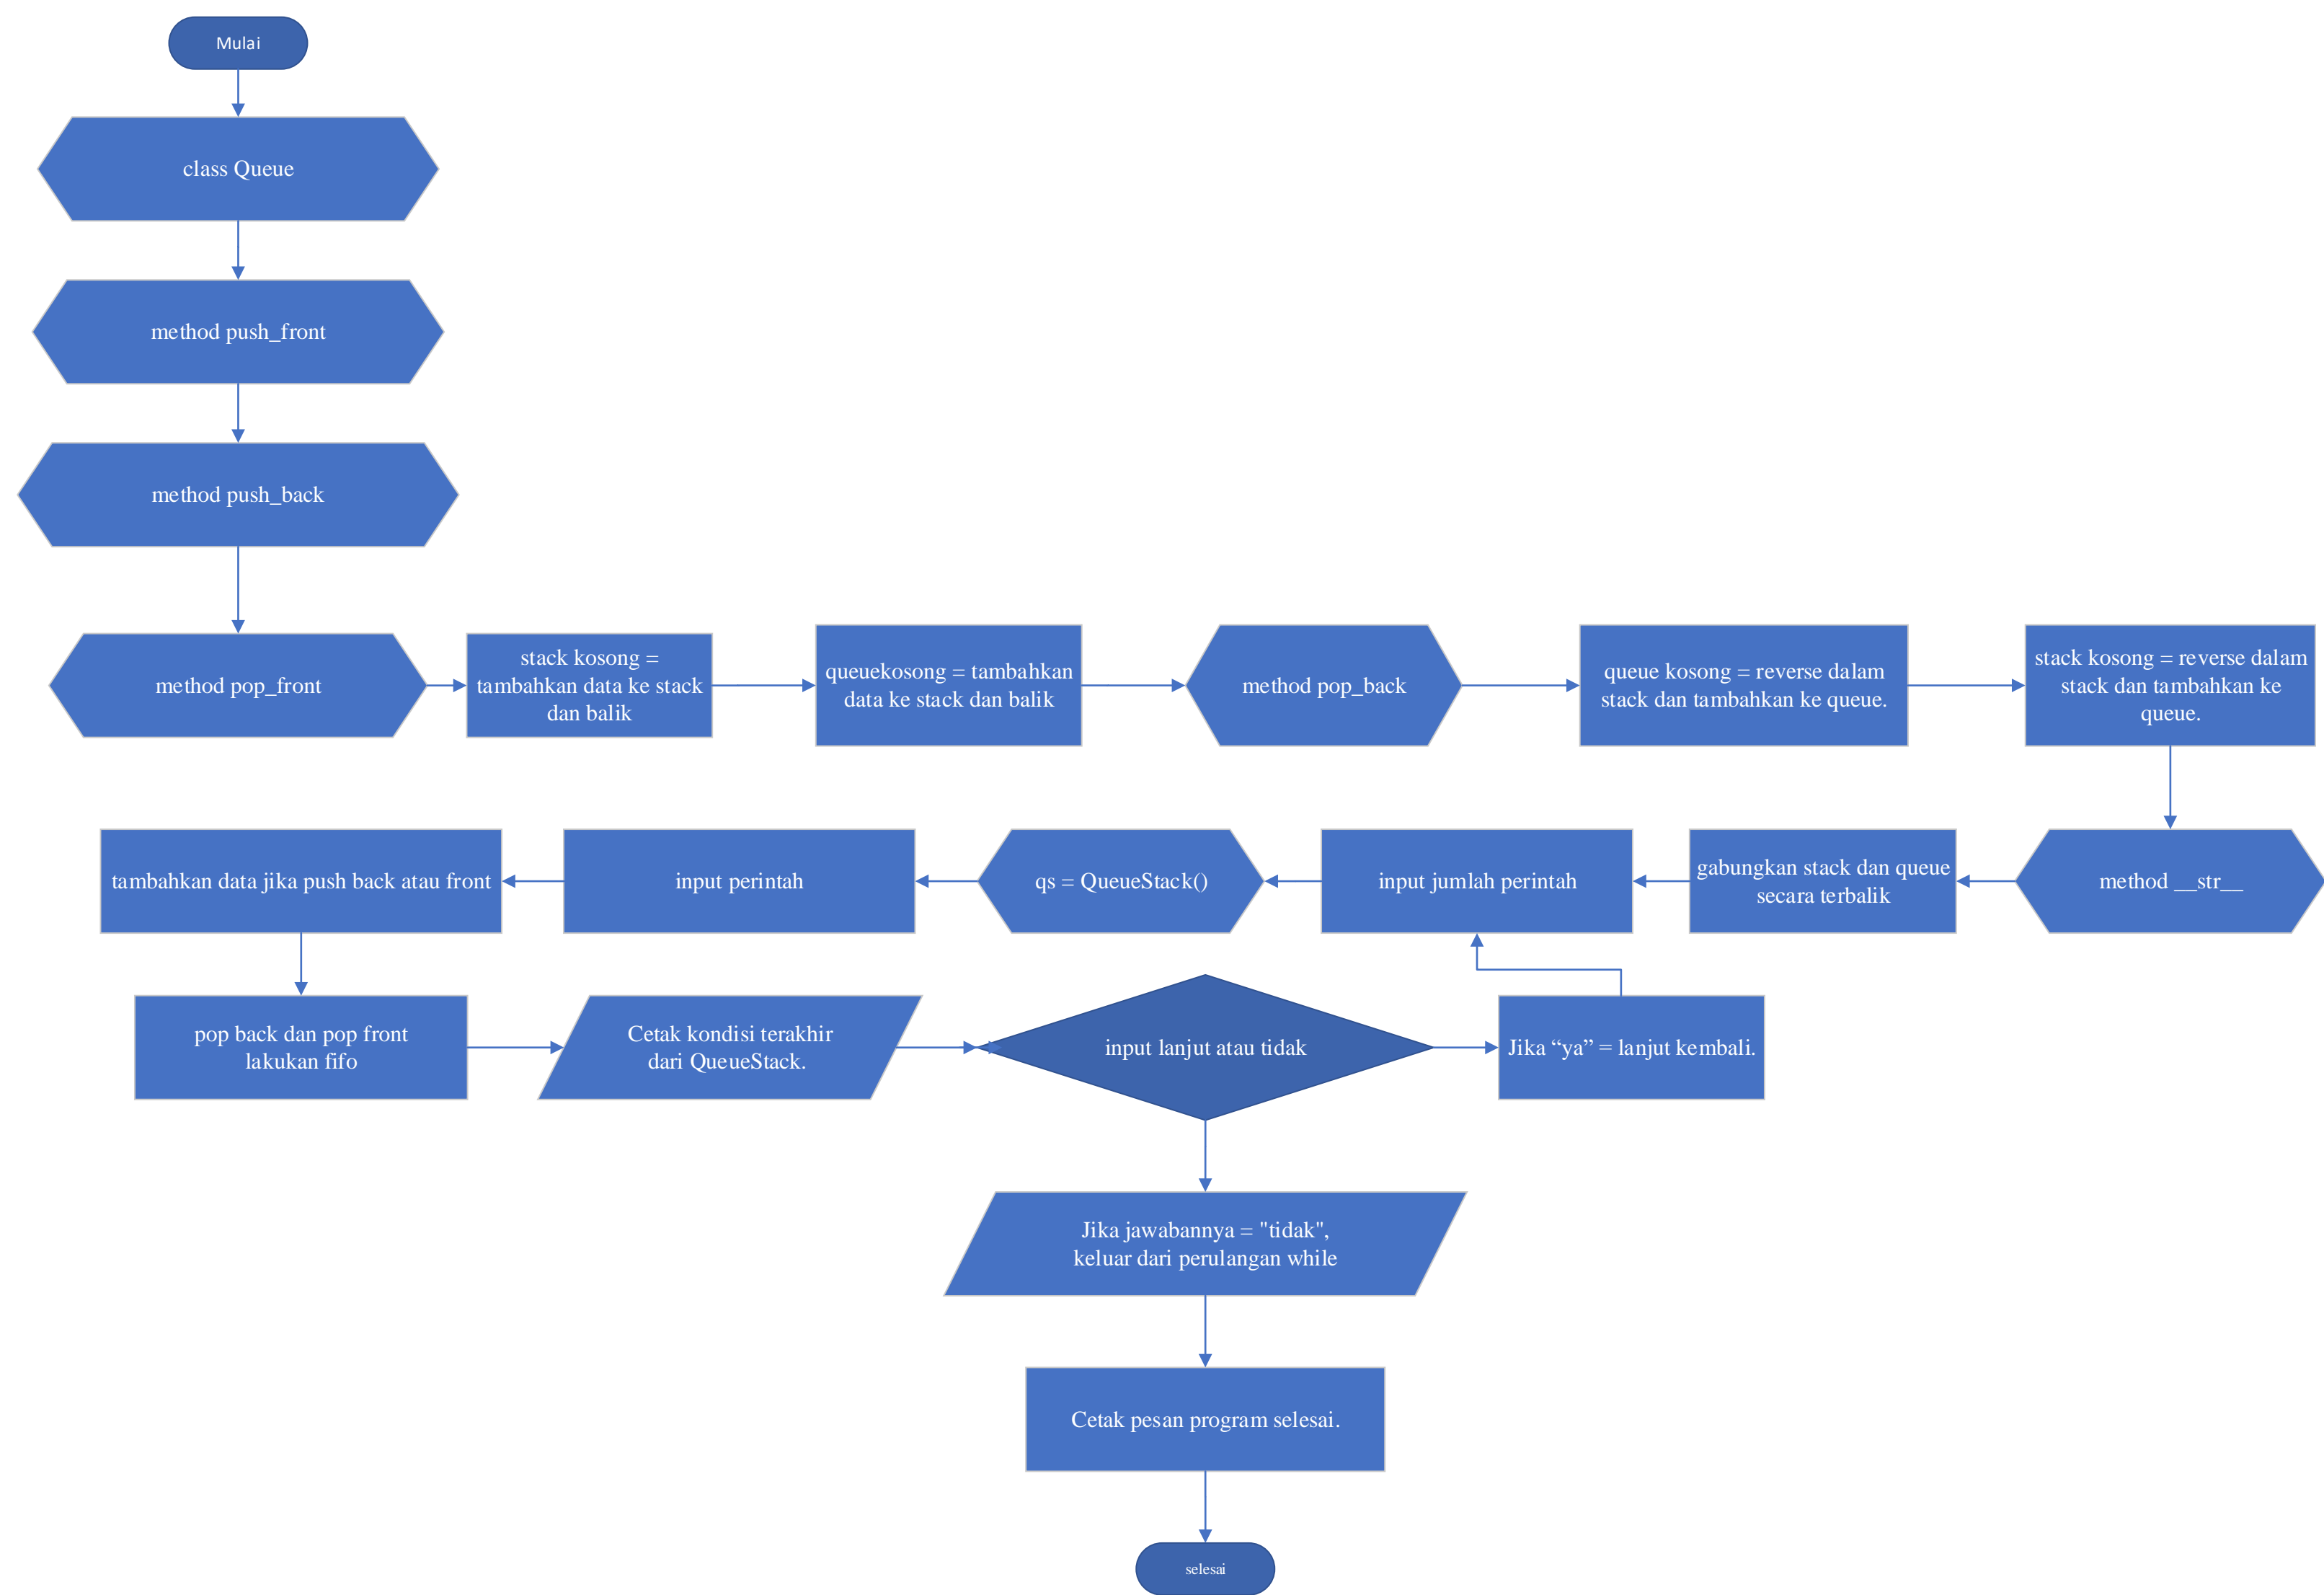 Mulai
class Queue
method push_front
method push_back
method pop_front
stack kosong =
tambahkan data ke stack
dan balik
queuekosong = tambahkan
data ke stack dan balik
method pop_back
queue kosong = reverse dalam
stack dan tambahkan ke queue.
stack kosong = reverse dalam
stack dan tambahkan ke
queue.
method __str__
gabungkan stack dan queue
secara terbalik
input jumlah perintah
qs = QueueStack()
input perintah
tambahkan data jika push back atau front
pop back dan pop front
lakukan fifo
Cetak kondisi terakhir
dari QueueStack.
input lanjut atau tidak
Jika “ya” = lanjut kembali.
Jika jawabannya = "tidak",
keluar dari perulangan while
Cetak pesan program selesai.
selesai